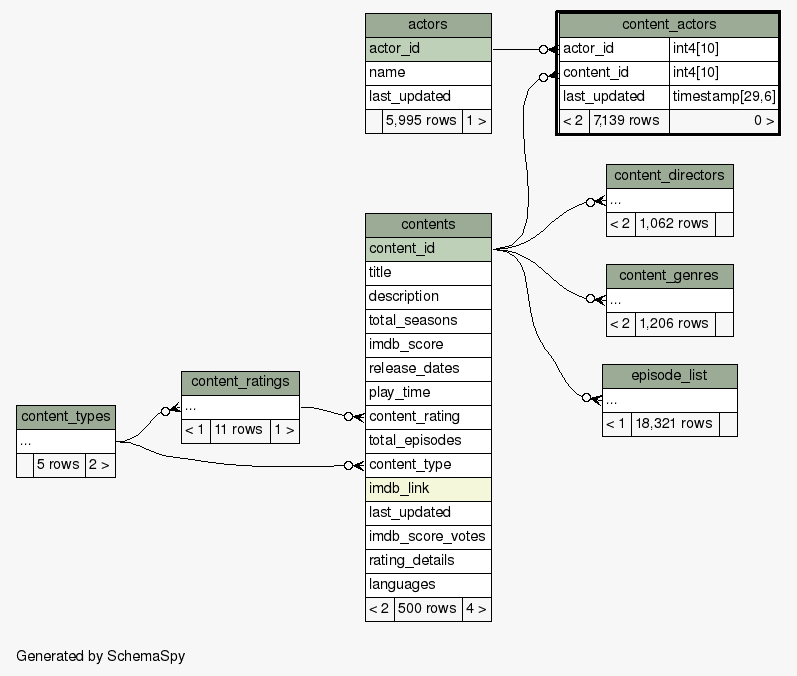 actors
actor_id
name
last_updated
5,995 rows 1 >
content_actors
actor_id int4[10]
content_id int4[10]
last_updated timestamp[29,6]
< 2 7,139 rows 0 >
content_directors
...
< 2 1,062 rows
content_genres
...
< 2 1,206 rows
episode_list
...
< 1 18,321 rows
contents
content_id
title
description
total_seasons
imdb_score
release_dates
play_time
content_rating
total_episodes
content_type
imdb_link
last_updated
imdb_score_votes
rating_details
languages
< 2 500 rows 4 >
content_ratings
...
< 1 11 rows 1 >
content_types
...
5 rows 2 >
Generated by SchemaSpy